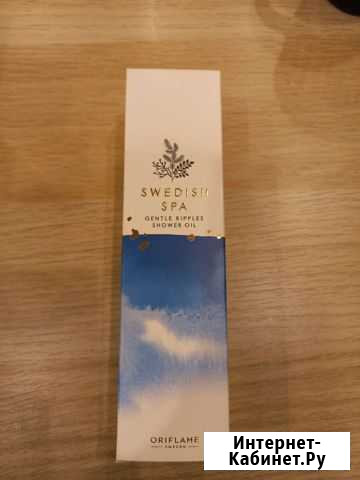 SWEDISH
SPA
GENTLE RIPPLES
SHOWER OIL
ORIFLAME
SWEDEN
Интернет-
Кабинет.Ру